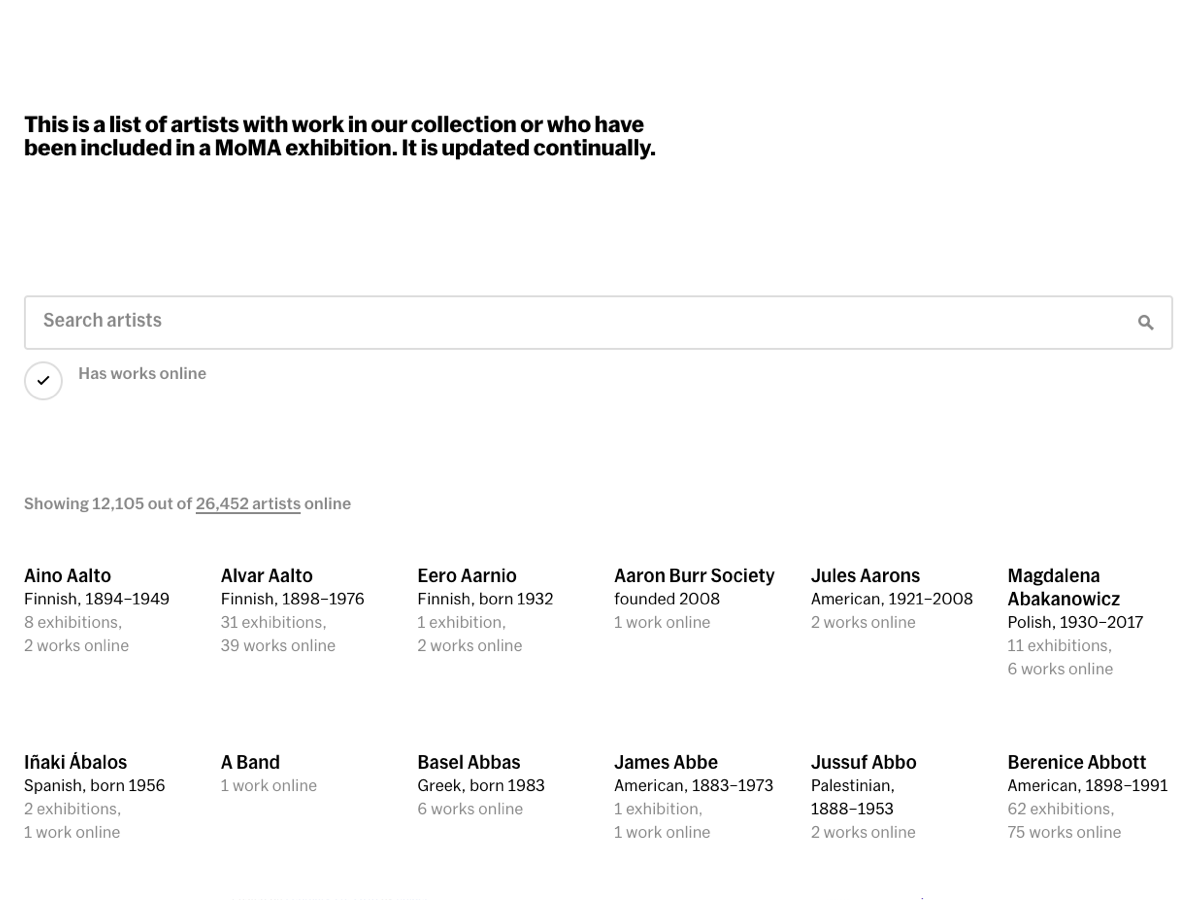 This is a list of artists with work in our collection or who have
been included in a MoMA exhibition. It is updated continually.
Search artists
Has works online
Showing 12,105 out of 26,452 artists online
Aino Aalto
Finnish, 1894–1949
8 exhibitions,
2 works online
Alvar Aalto
Finnish, 1898–1976
31 exhibitions,
39 works online
Eero Aarnio
Finnish, born 1932
1 exhibition,
2 works online
Aaron Burr Society
founded 2008
1 work online
Jules Aarons
American, 1921–2008
2 works online
Magdalena
Abakanowicz
Polish, 1930–2017
11 exhibitions,
6 works online
Iñaki Ábalos
Spanish, born 1956
2 exhibitions,
1 work online
A Band
1 work online
Basel Abbas
Greek, born 1983
6 works online
James Abbe
American, 1883–1973
1 exhibition,
1 work online
Jussuf Abbo
Palestinian,
1888–1953
2 works online
Berenice Abbott
American, 1898–1991
62 exhibitions,
75 works online